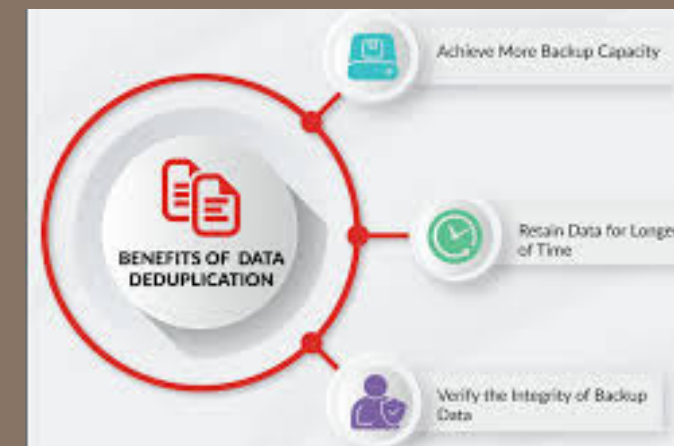 Achieve More Backup Capacity
BENEFITS OF DATA
DEDUPLICATION
Retain Data for Longe
of Time
Verify the Integrity of Backup
Data